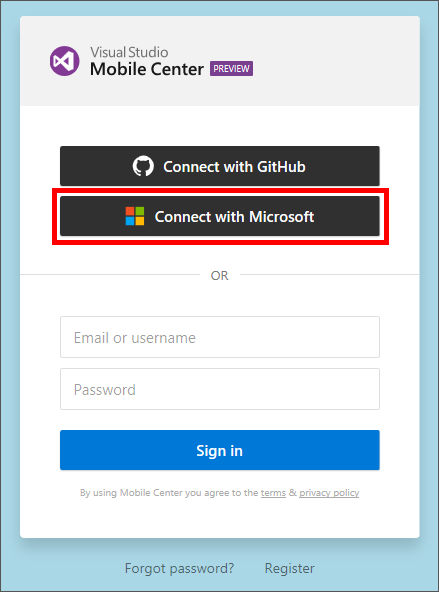 Visual Studio
Mobile Center PREVIEW
Connect with GitHub
Connect with Microsoft
OR
Email or username
Password
Sign in
By using Mobile Center you agree to the terms & privacy policy
Forgot password? Register